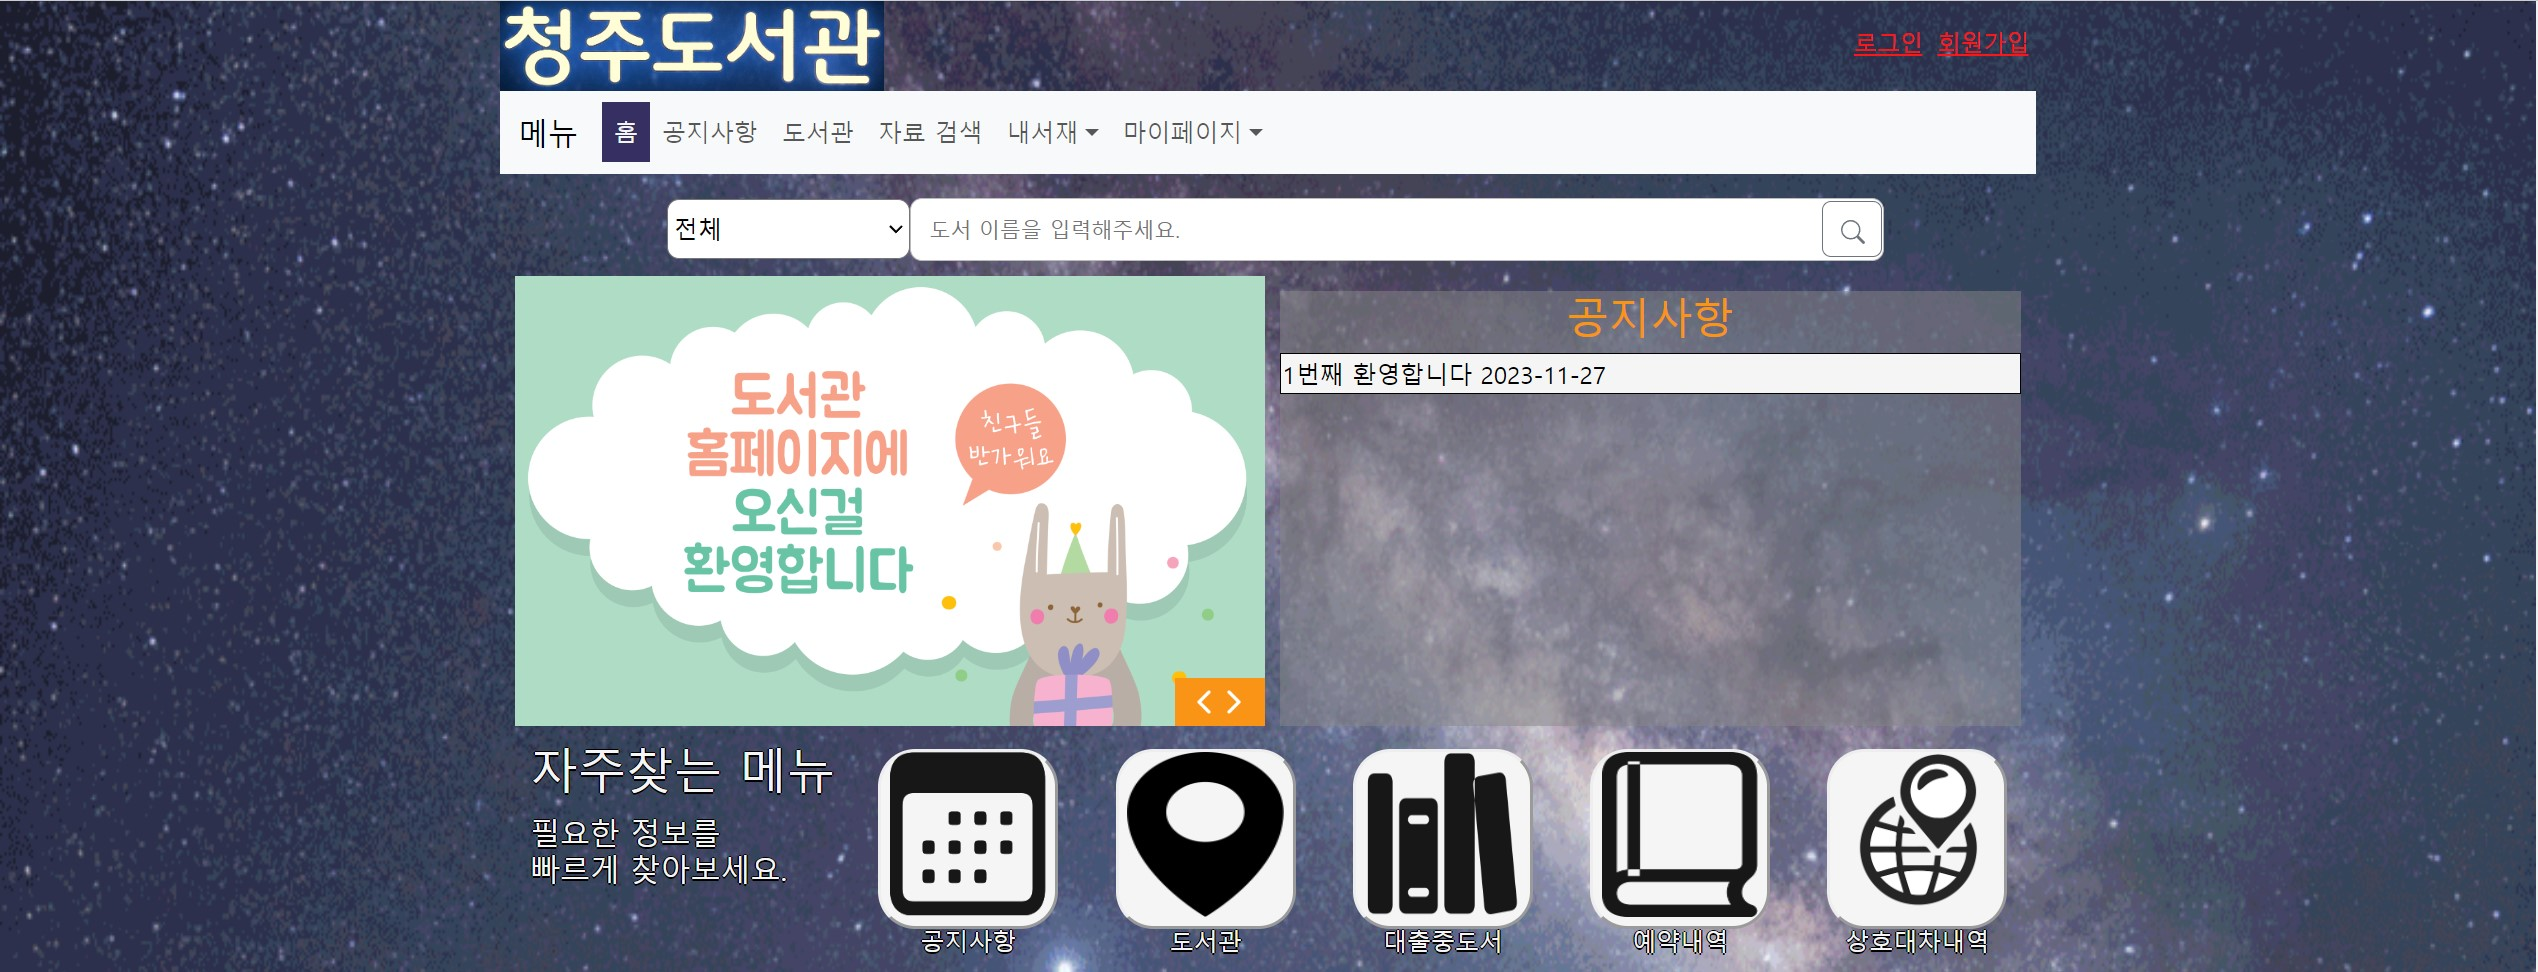 청주도서관
로그인 회원가입
메뉴 홈 공지사항 도서관 자료 검색 내서재 마이페이지
전체 도서 이름을 입력해주세요.
도서관
홈페이지에
오신걸
환영합니다
친구들
반가워요
공지사항
1번째 환영합니다 2023-11-27
자주찾는 메뉴
필요한 정보를
빠르게 찾아보세요.
공지사항 도서관 대출중도서 예약내역 상호대차내역